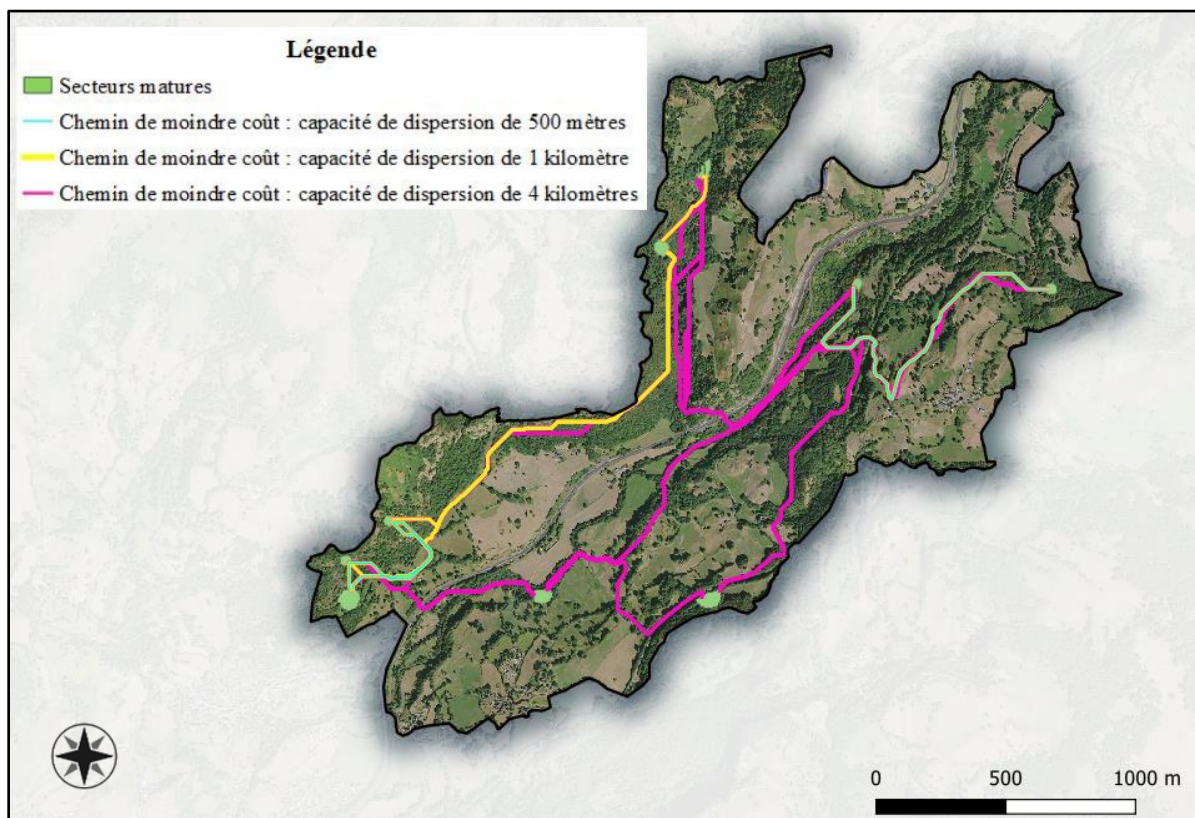 Légende
Secteurs matures
Chemin de moindre coût : capacité de dispersion de 500 mètres
Chemin de moindre coût : capacité de dispersion de 1 kilomètre
Chemin de moindre coût : capacité de dispersion de 4 kilomètres
0 500 1000 m